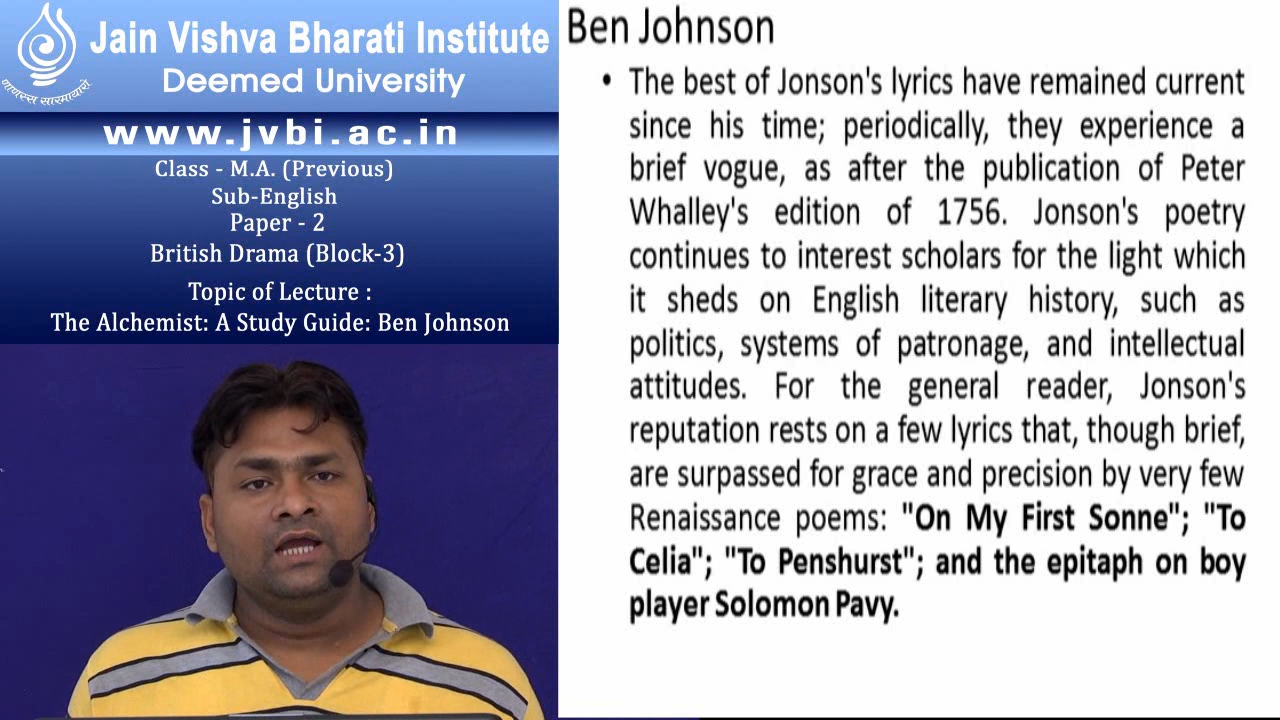 Jain Vishva Bharati Institute
Deemed University
www.jvbi.ac.in
Class - M.A. (Previous)
Sub-English
Paper - 2
British Drama (Block-3)
Topic of Lecture :
The Alchemist: A Study Guide: Ben Johnson
Ben Johnson
• The best of Jonson's lyrics have remained current
since his time; periodically, they experience a
brief vogue, as after the publication of Peter
Whalley's edition of 1756. Jonson's poetry
continues to interest scholars for the light which
it sheds on English literary history, such as
politics, systems of patronage, and intellectual
attitudes. For the general reader, Jonson's
reputation rests on a few lyrics that, though brief,
are surpassed for grace and precision by very few
Renaissance poems: "On My First Sonne"; "To
Celia"; "To Penshurst"; and the epitaph on boy
player Solomon Pavy.